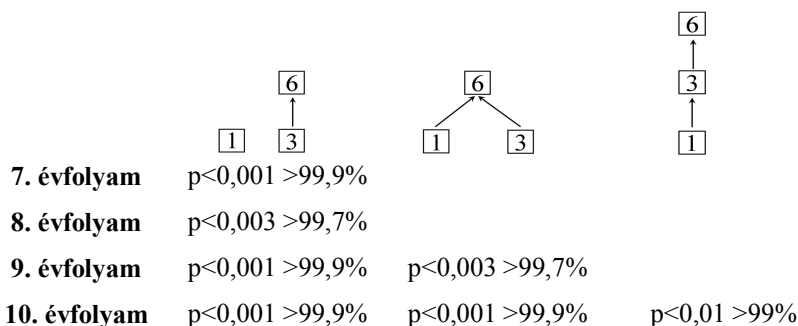 6
6 6 3
1 3 1 3 1
7. évfolyam p<0,001 >99,9%
8. évfolyam p<0,003 >99,7%
9. évfolyam p<0,001 >99,9% p<0,003 >99,7%
10. évfolyam p<0,001 >99,9% p<0,001 >99,9% p<0,01 >99%